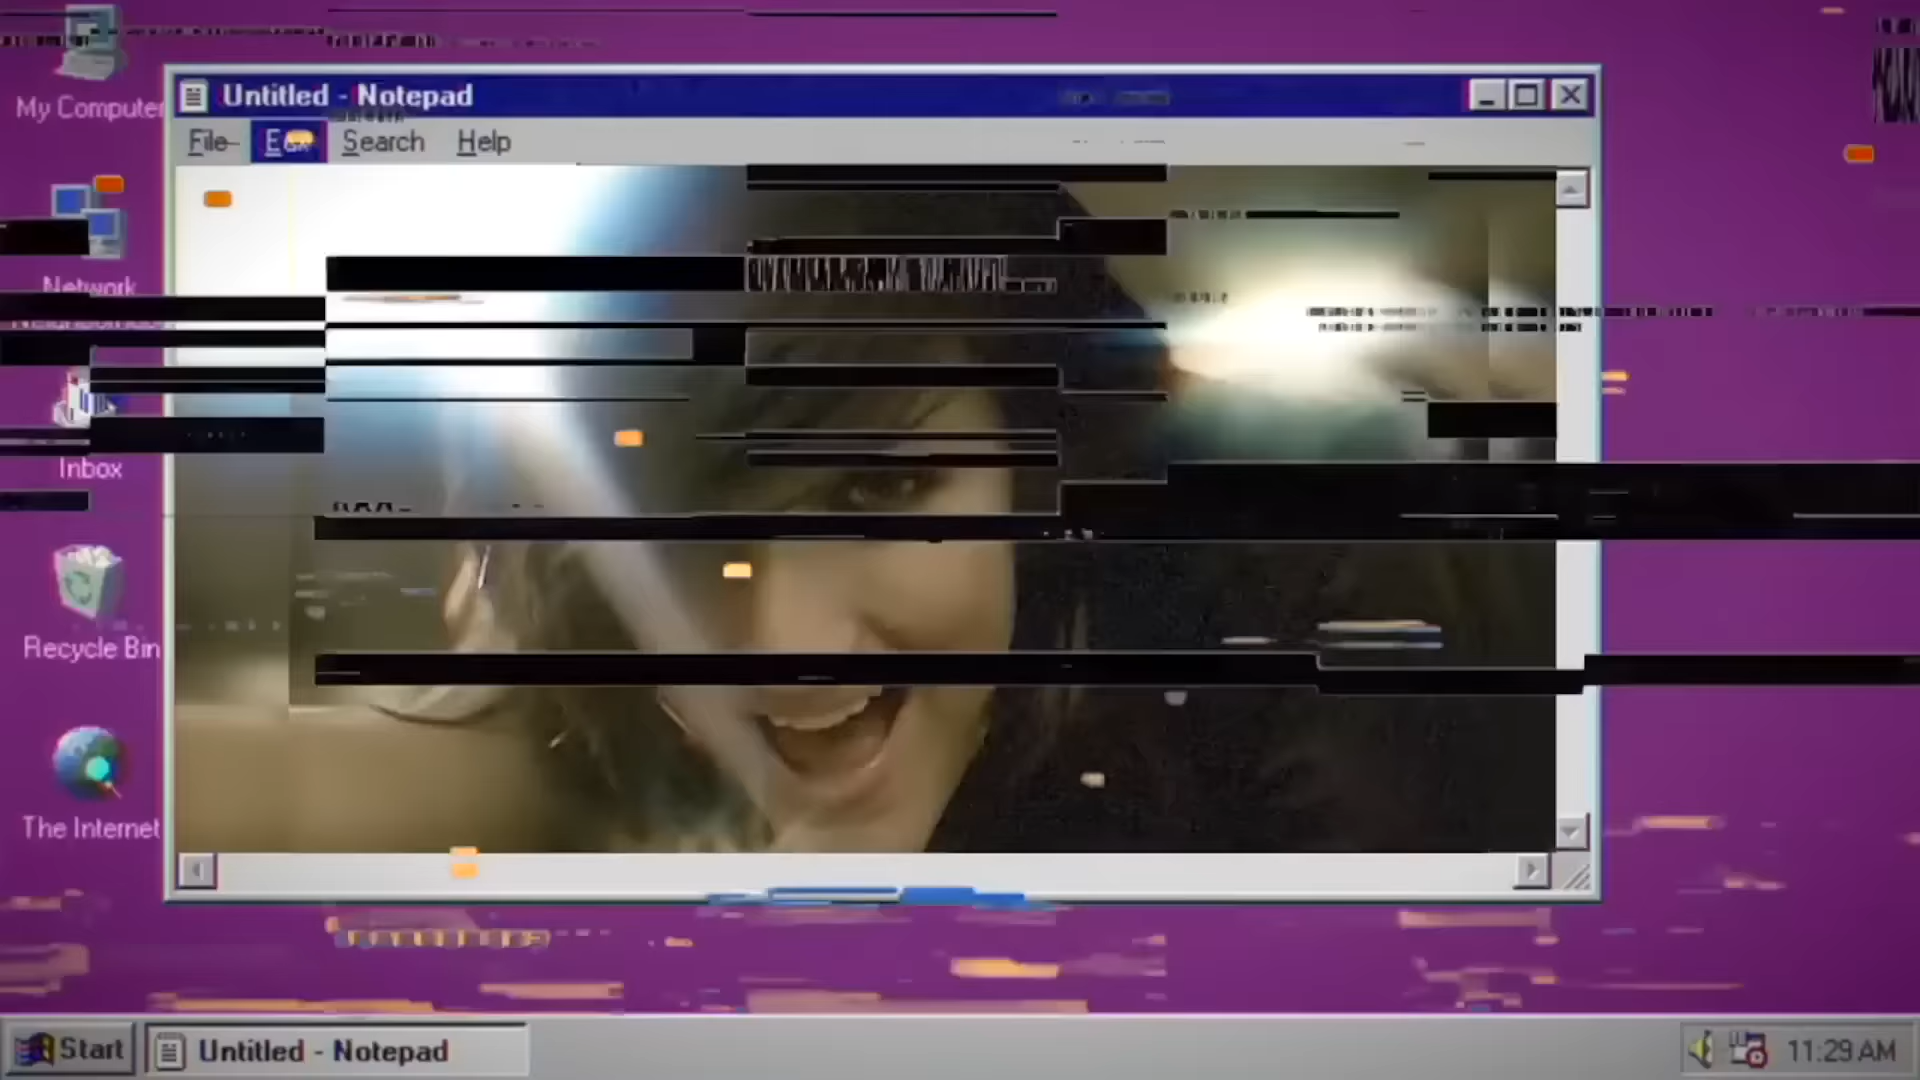 My Computer
Untitled - Notepad
File
Search
Help
Network
Inbox
Recycle Bin
The Internet
Start
Untitled - Notepad
11:29 AM